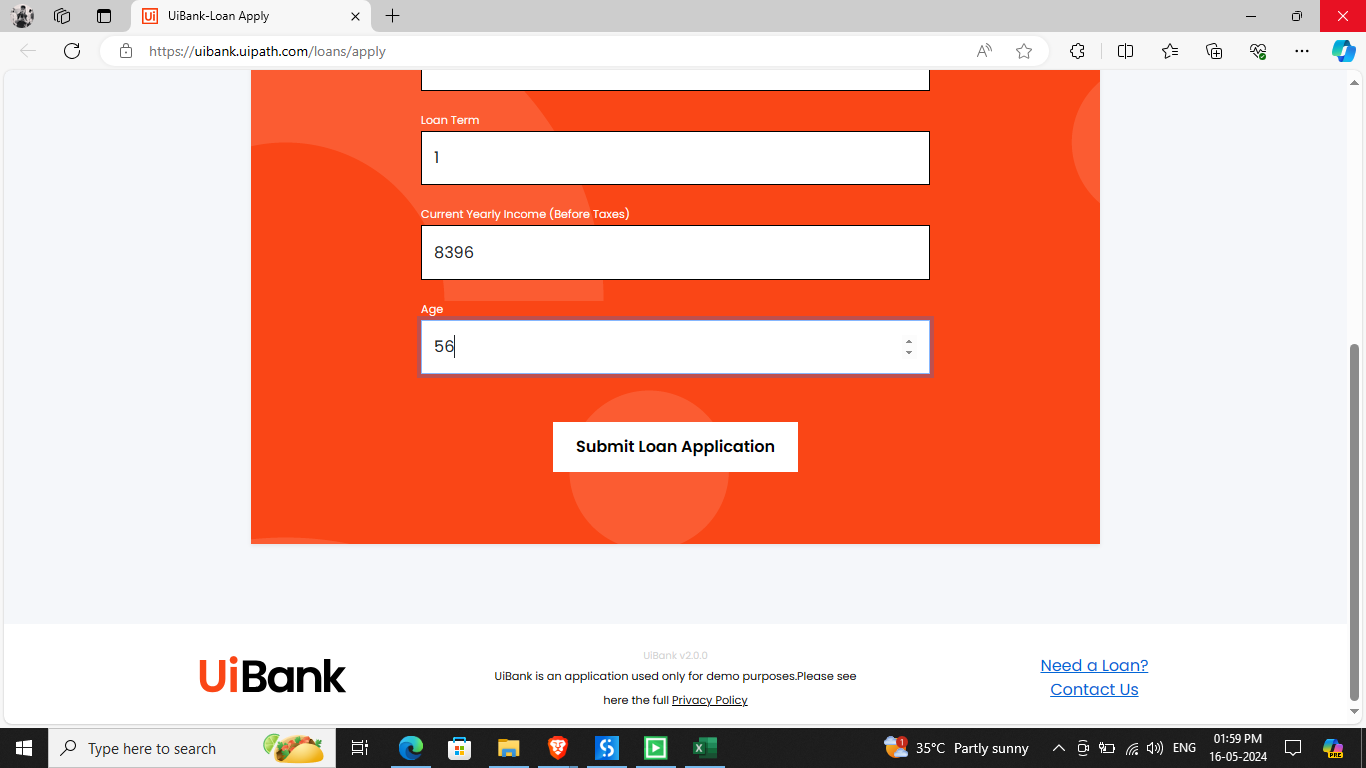 UiBank-Loan Apply
https://uibank.uipath.com/loans/apply
Loan Term
1
Current Yearly Income (Before Taxes)
8396
Age
56
Submit Loan Application
UiBank
UiBank v2.0.0
UiBank is an application used only for demo purposes.Please see
here the full Privacy Policy
Need a Loan?
Contact Us
Type here to search
1
35°C Partly sunny
ENG
01:59 PM
16-05-2024
PRE